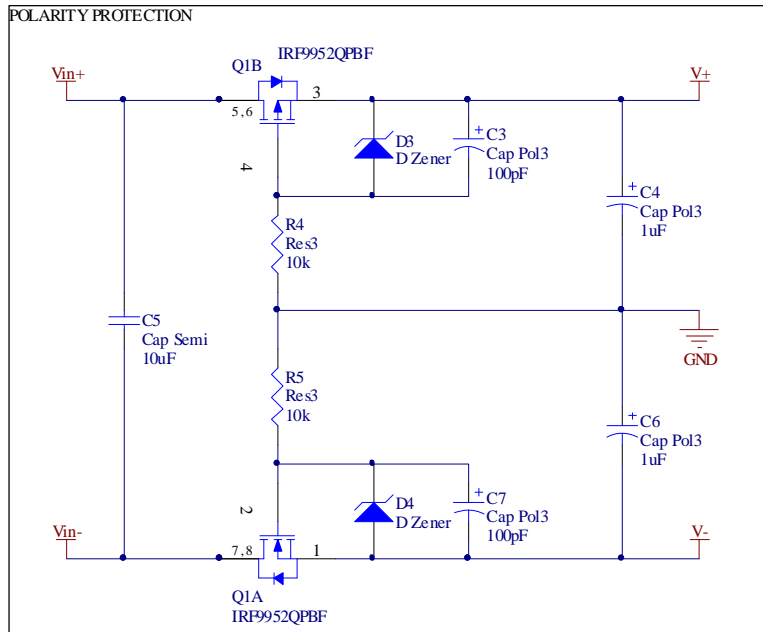 POLARITY PROTECTION
IRF9952QPBF
Q1B
Vin+
V+
5,6
3
4
D3
D Zener
+
C3
Cap Pol3
100pF
+
C4
Cap Pol3
1uF
R4
Res3
10k
C5
Cap Semi
10uF
GND
R5
Res3
10k
+
C6
Cap Pol3
1uF
2
D4
D Zener
+
C7
Cap Pol3
100pF
Vin-
V-
7,8
1
Q1A
IRF9952QPBF